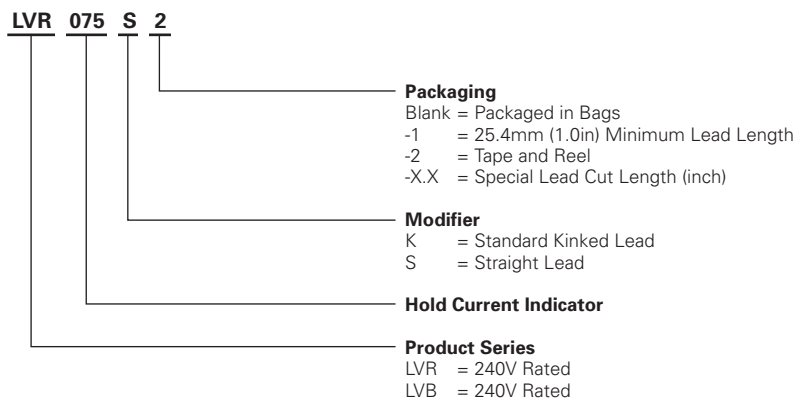 LVR 075 S 2
Packaging
Blank = Packaged in Bags
-1 = 25.4mm (1.0in) Minimum Lead Length
-2 = Tape and Reel
-X.X = Special Lead Cut Length (inch)
Modifier
K = Standard Kinked Lead
S = Straight Lead
Hold Current Indicator
Product Series
LVR = 240V Rated
LVB = 240V Rated